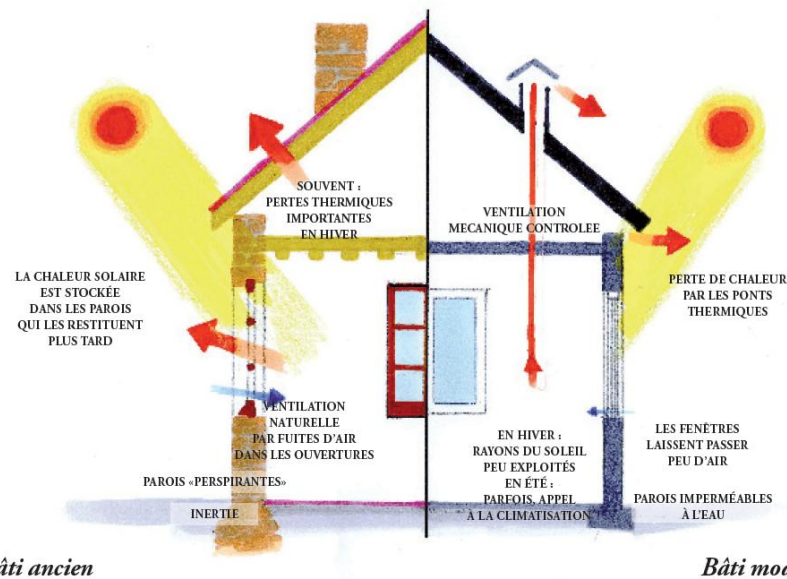 SOUVENT :
PERTES THERMIQUES
IMPORTANTES
EN HIVER
VENTILATION
MECANIQUE CONTROLEE
LA CHALEUR SOLAIRE
EST STOCKÉE
DANS LES PAROIS
QUI LES RESTITUENT
PLUS TARD
PERTE DE CHALEUR
PAR LES PONTS
THERMIQUES
VENTILATION
NATURELLE
PAR FUITES D'AIR
DANS LES OUVERTURES
EN HIVER :
RAYONS DU SOLEIL
PEU EXPLOITÉS
EN ÉTÉ :
PARFOIS, APPEL
À LA CLIMATISATION
LES FENÊTRES
LAISSENT PASSER
PEU D'AIR
PAROIS «PERSPIRANTES»
INERTIE
PAROIS IMPERMÉABLES
À L'EAU
âti ancien
Bâti mod